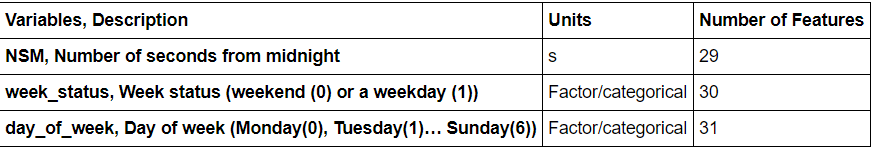 Variables, Description Units Number of Features
NSM, Number of seconds from midnight s 29
week_status, Week status (weekend (0) or a weekday (1)) Factor/categorical 30
day_of_week, Day of week (Monday(0), Tuesday(1)… Sunday(6)) Factor/categorical 31